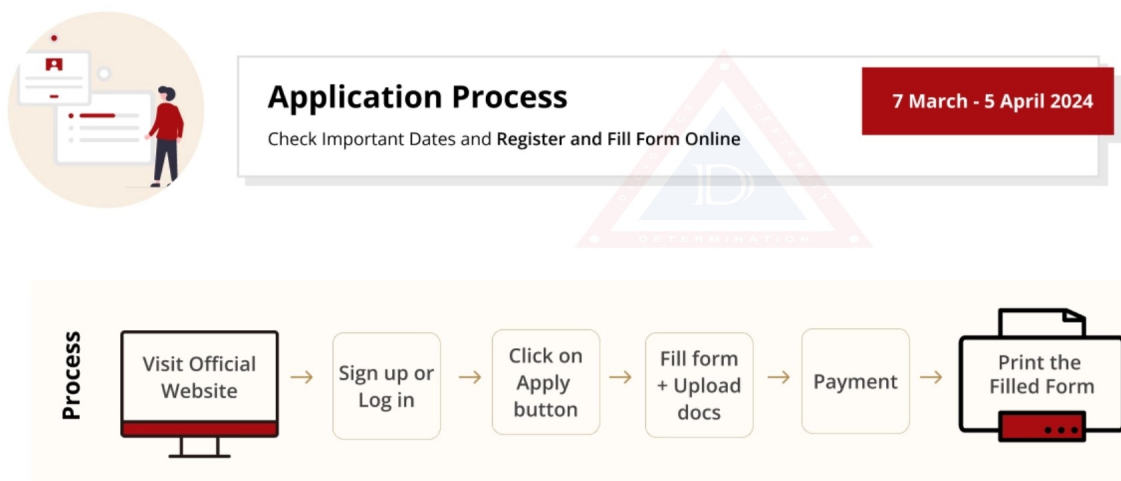 Application Process
7 March - 5 April 2024
Check Important Dates and Register and Fill Form Online
DETERMINATION
Process
Visit Official
Website
Sign up or
Log in
Click on
Apply
button
Fill form
+ Upload
docs
Payment
Print the
Filled Form